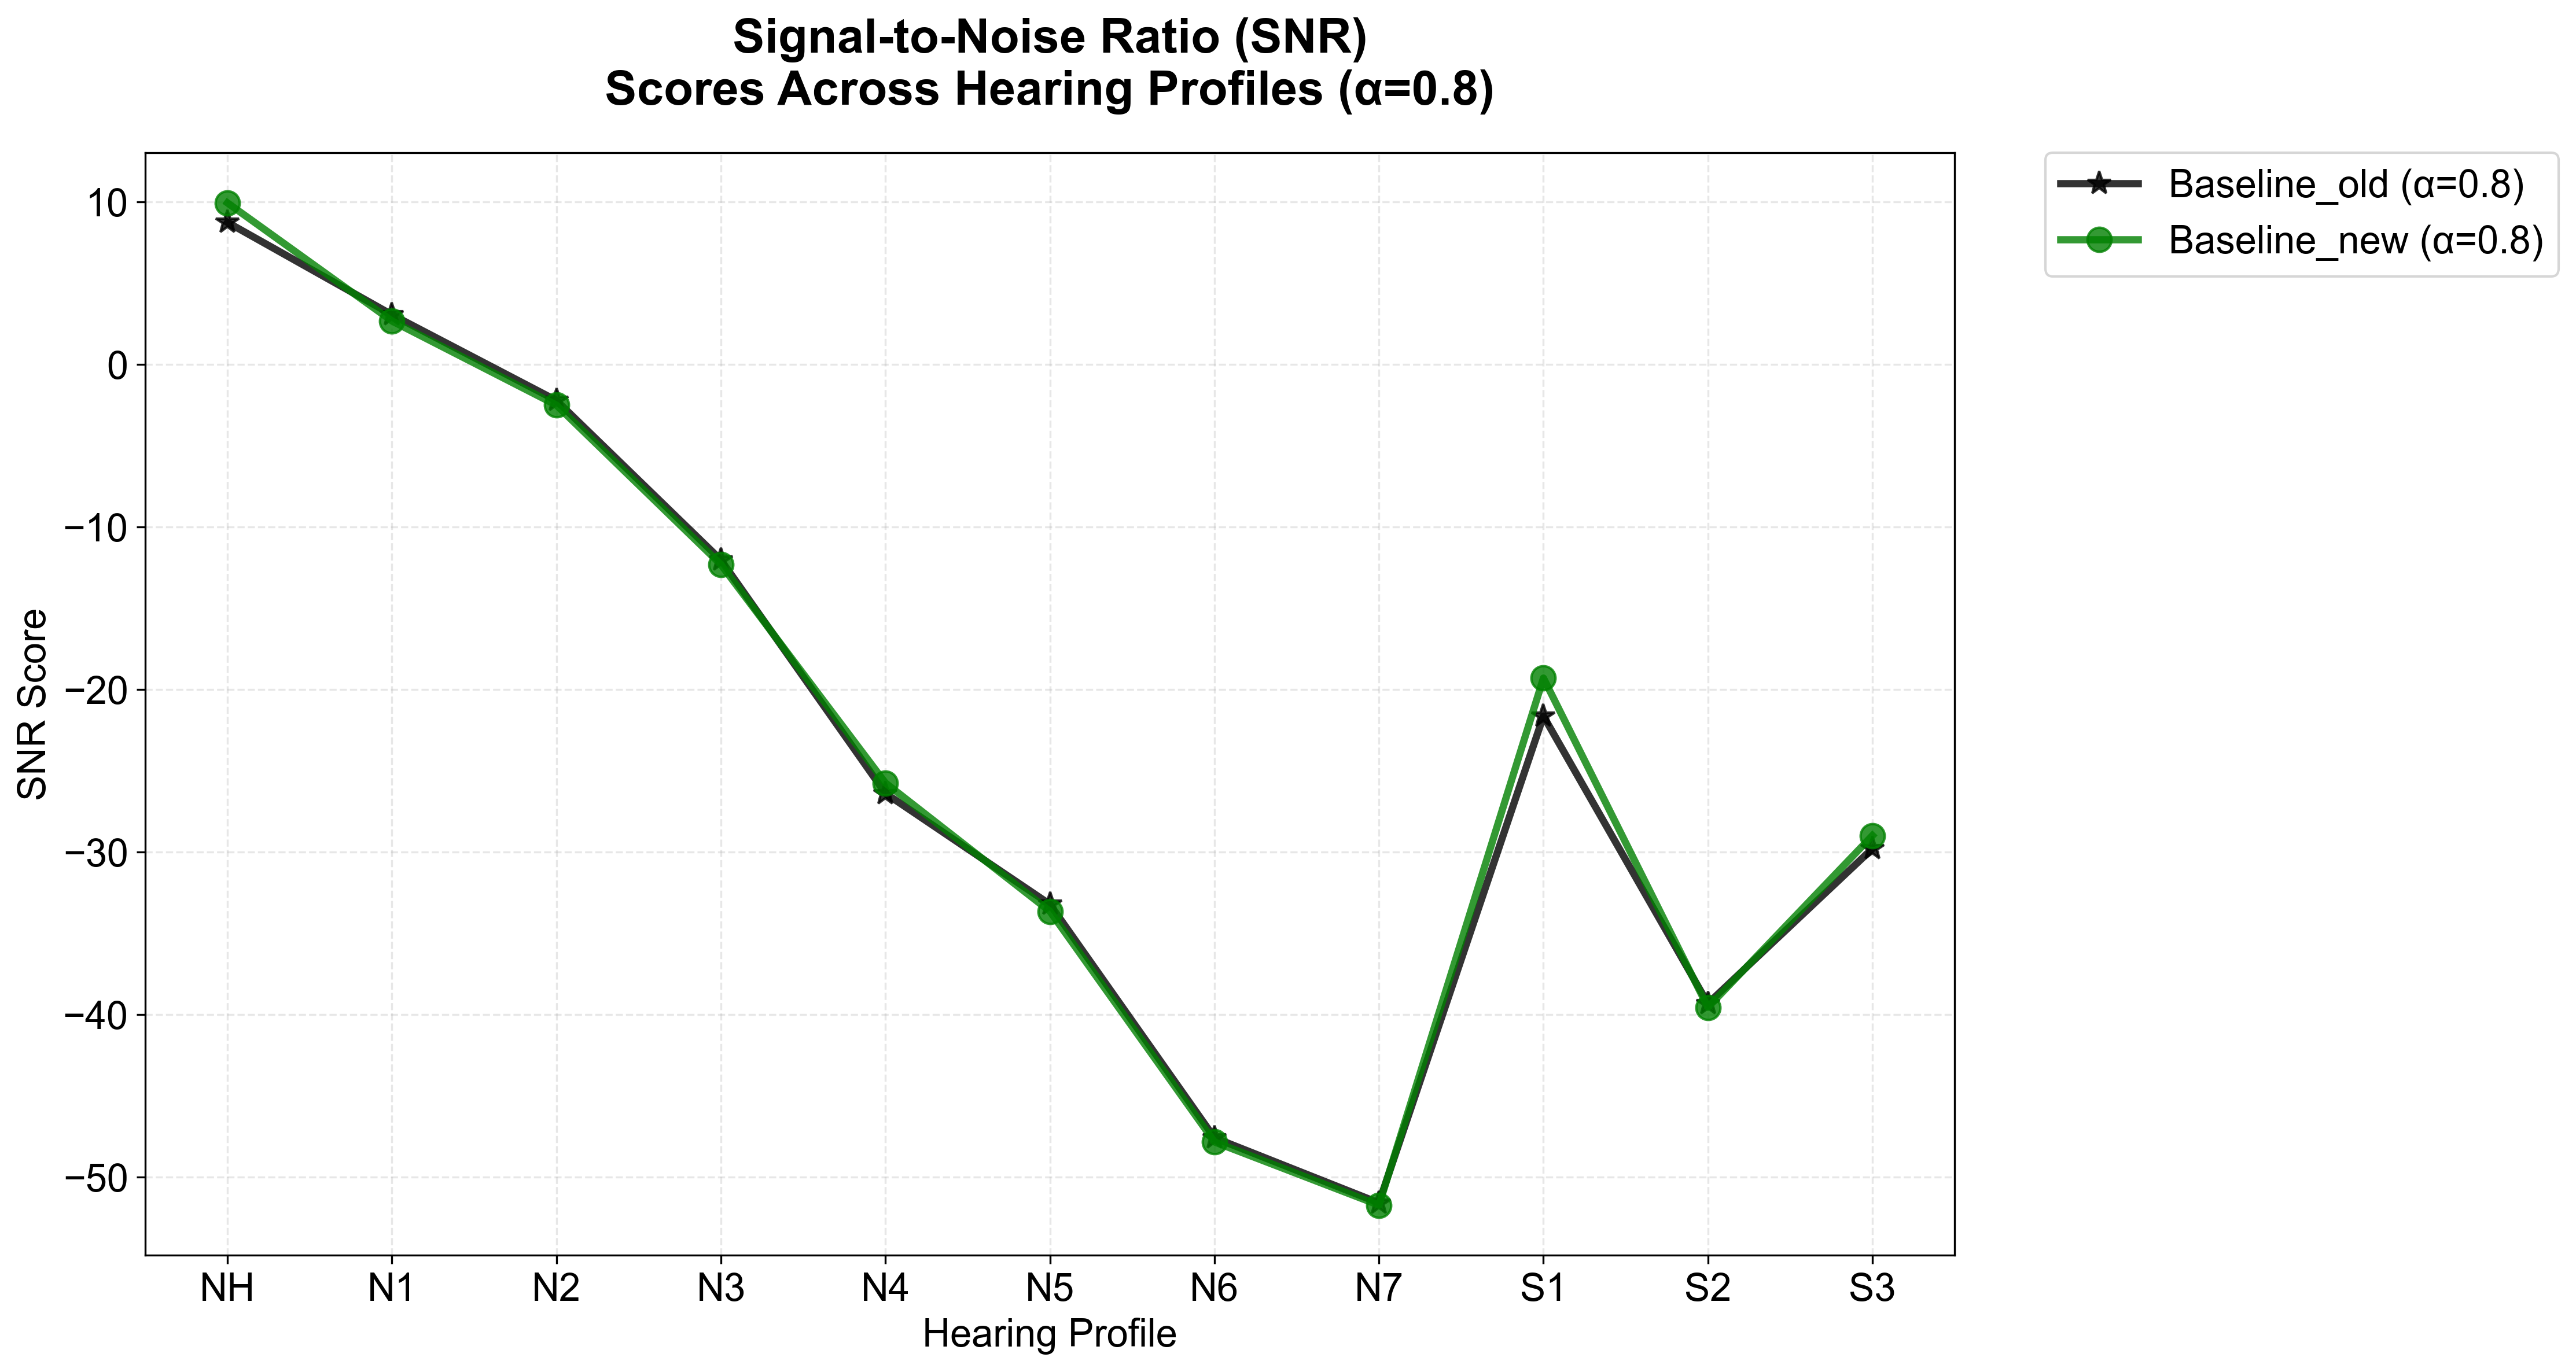 Signal-to-Noise Ratio (SNR)
Scores Across Hearing Profiles (α=0.8)
Baseline_old (α=0.8)
Baseline_new (α=0.8)
SNR Score
10
0
−10
−20
−30
−40
−50
NH N1 N2 N3 N4 N5 N6 N7 S1 S2 S3
Hearing Profile